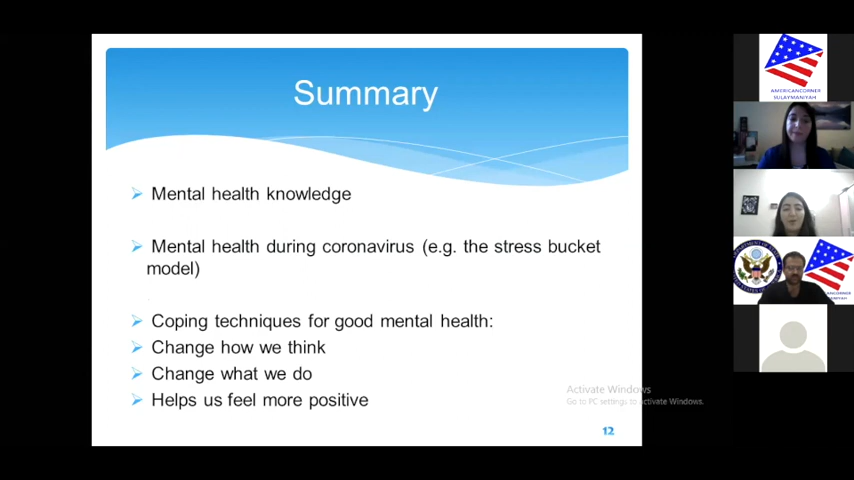 Summary
Mental health knowledge
Mental health during coronavirus (e.g. the stress bucket
model)
Coping techniques for good mental health:
Change how we think
Change what we do
Helps us feel more positive
12
Activate Windows
Go to PC settings to activate Windows.
AMERICANCORNER
SULAYMANIYAH